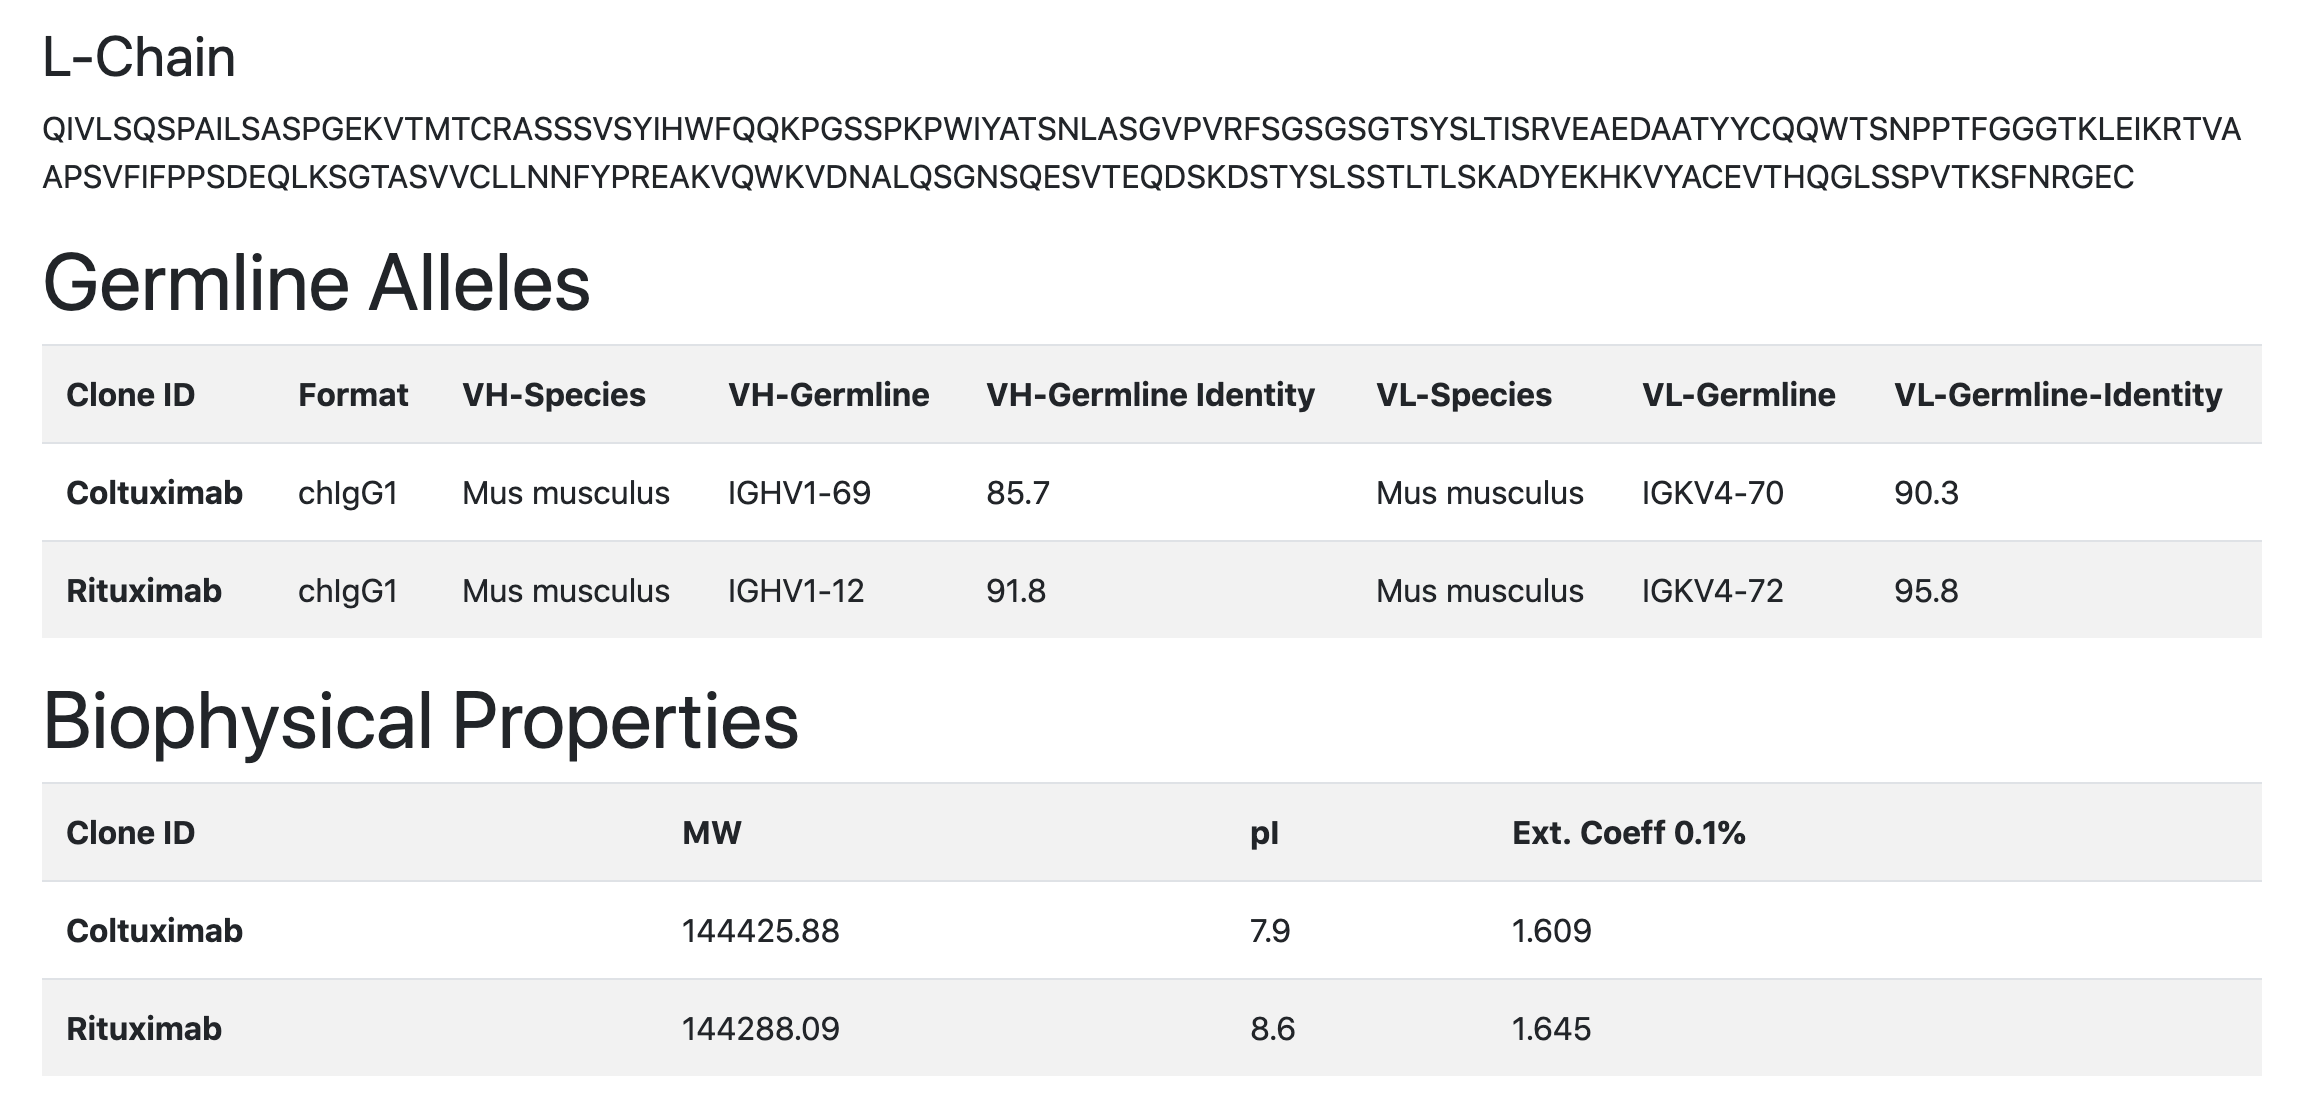 L-Chain
QIVLSQSPAILSASPGEKVTMTCRASSSVSYIHWFQQKPGSSPKPWIYATSNLASGVPVRFSGSGSGTSYSLTISRVEAEDAATYYCQQWTSNPPTFGGGTKLEIKRTVA
APSVFIFPPSDEQLKSGTASVVCLLNNFYPREAKVQWKVDNALQSGNSQESVTEQDSKDSTYSLSSTLTLSKADYEKHKVYACEVTHQGLSSPVTKSFNRGEC
Germline Alleles
Clone ID Format VH-Species VH-Germline VH-Germline Identity VL-Species VL-Germline VL-Germline-Identity
Coltuximab chIgG1 Mus musculus IGHV1-69 85.7 Mus musculus IGKV4-70 90.3
Rituximab chIgG1 Mus musculus IGHV1-12 91.8 Mus musculus IGKV4-72 95.8
Biophysical Properties
Clone ID MW pI Ext. Coeff 0.1%
Coltuximab 144425.88 7.9 1.609
Rituximab 144288.09 8.6 1.645